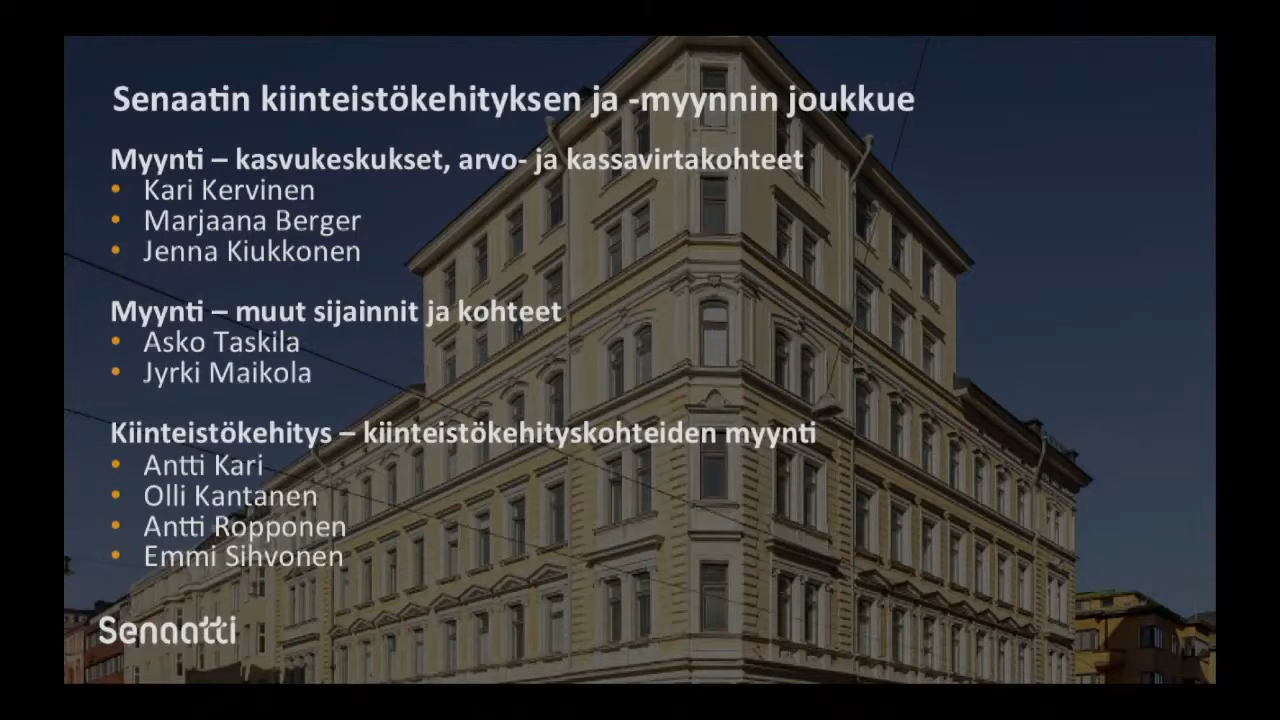 Senaatin kiinteistökehityksen ja -myynnin joukkue
Myynti – kasvukeskukset, arvo- ja kassavirtakohteet
• Kari Kervinen
• Marjaana Berger
• Jenna Kiukkonen
Myynti – muut sijainnit ja kohteet
• Asko Taskila
• Jyrki Maikola
Kiinteistökehitys – kiinteistökehityskohteiden myynti
• Antti Kari
• Olli Kantanen
• Antti Ropponen
• Emmi Sihvonen
Senaatti